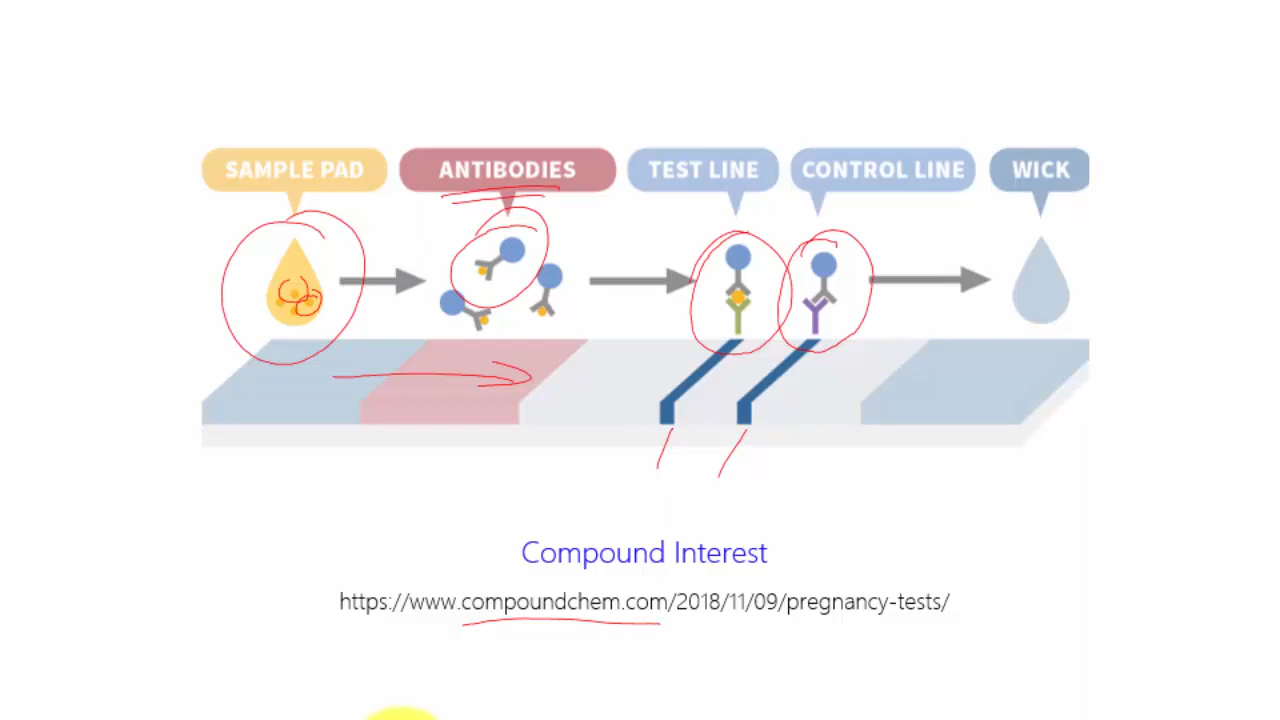 SAMPLE PAD
ANTIBODIES
TEST LINE
CONTROL LINE
WICK
Compound Interest
https://www.compoundchem.com/2018/11/09/pregnancy-tests/